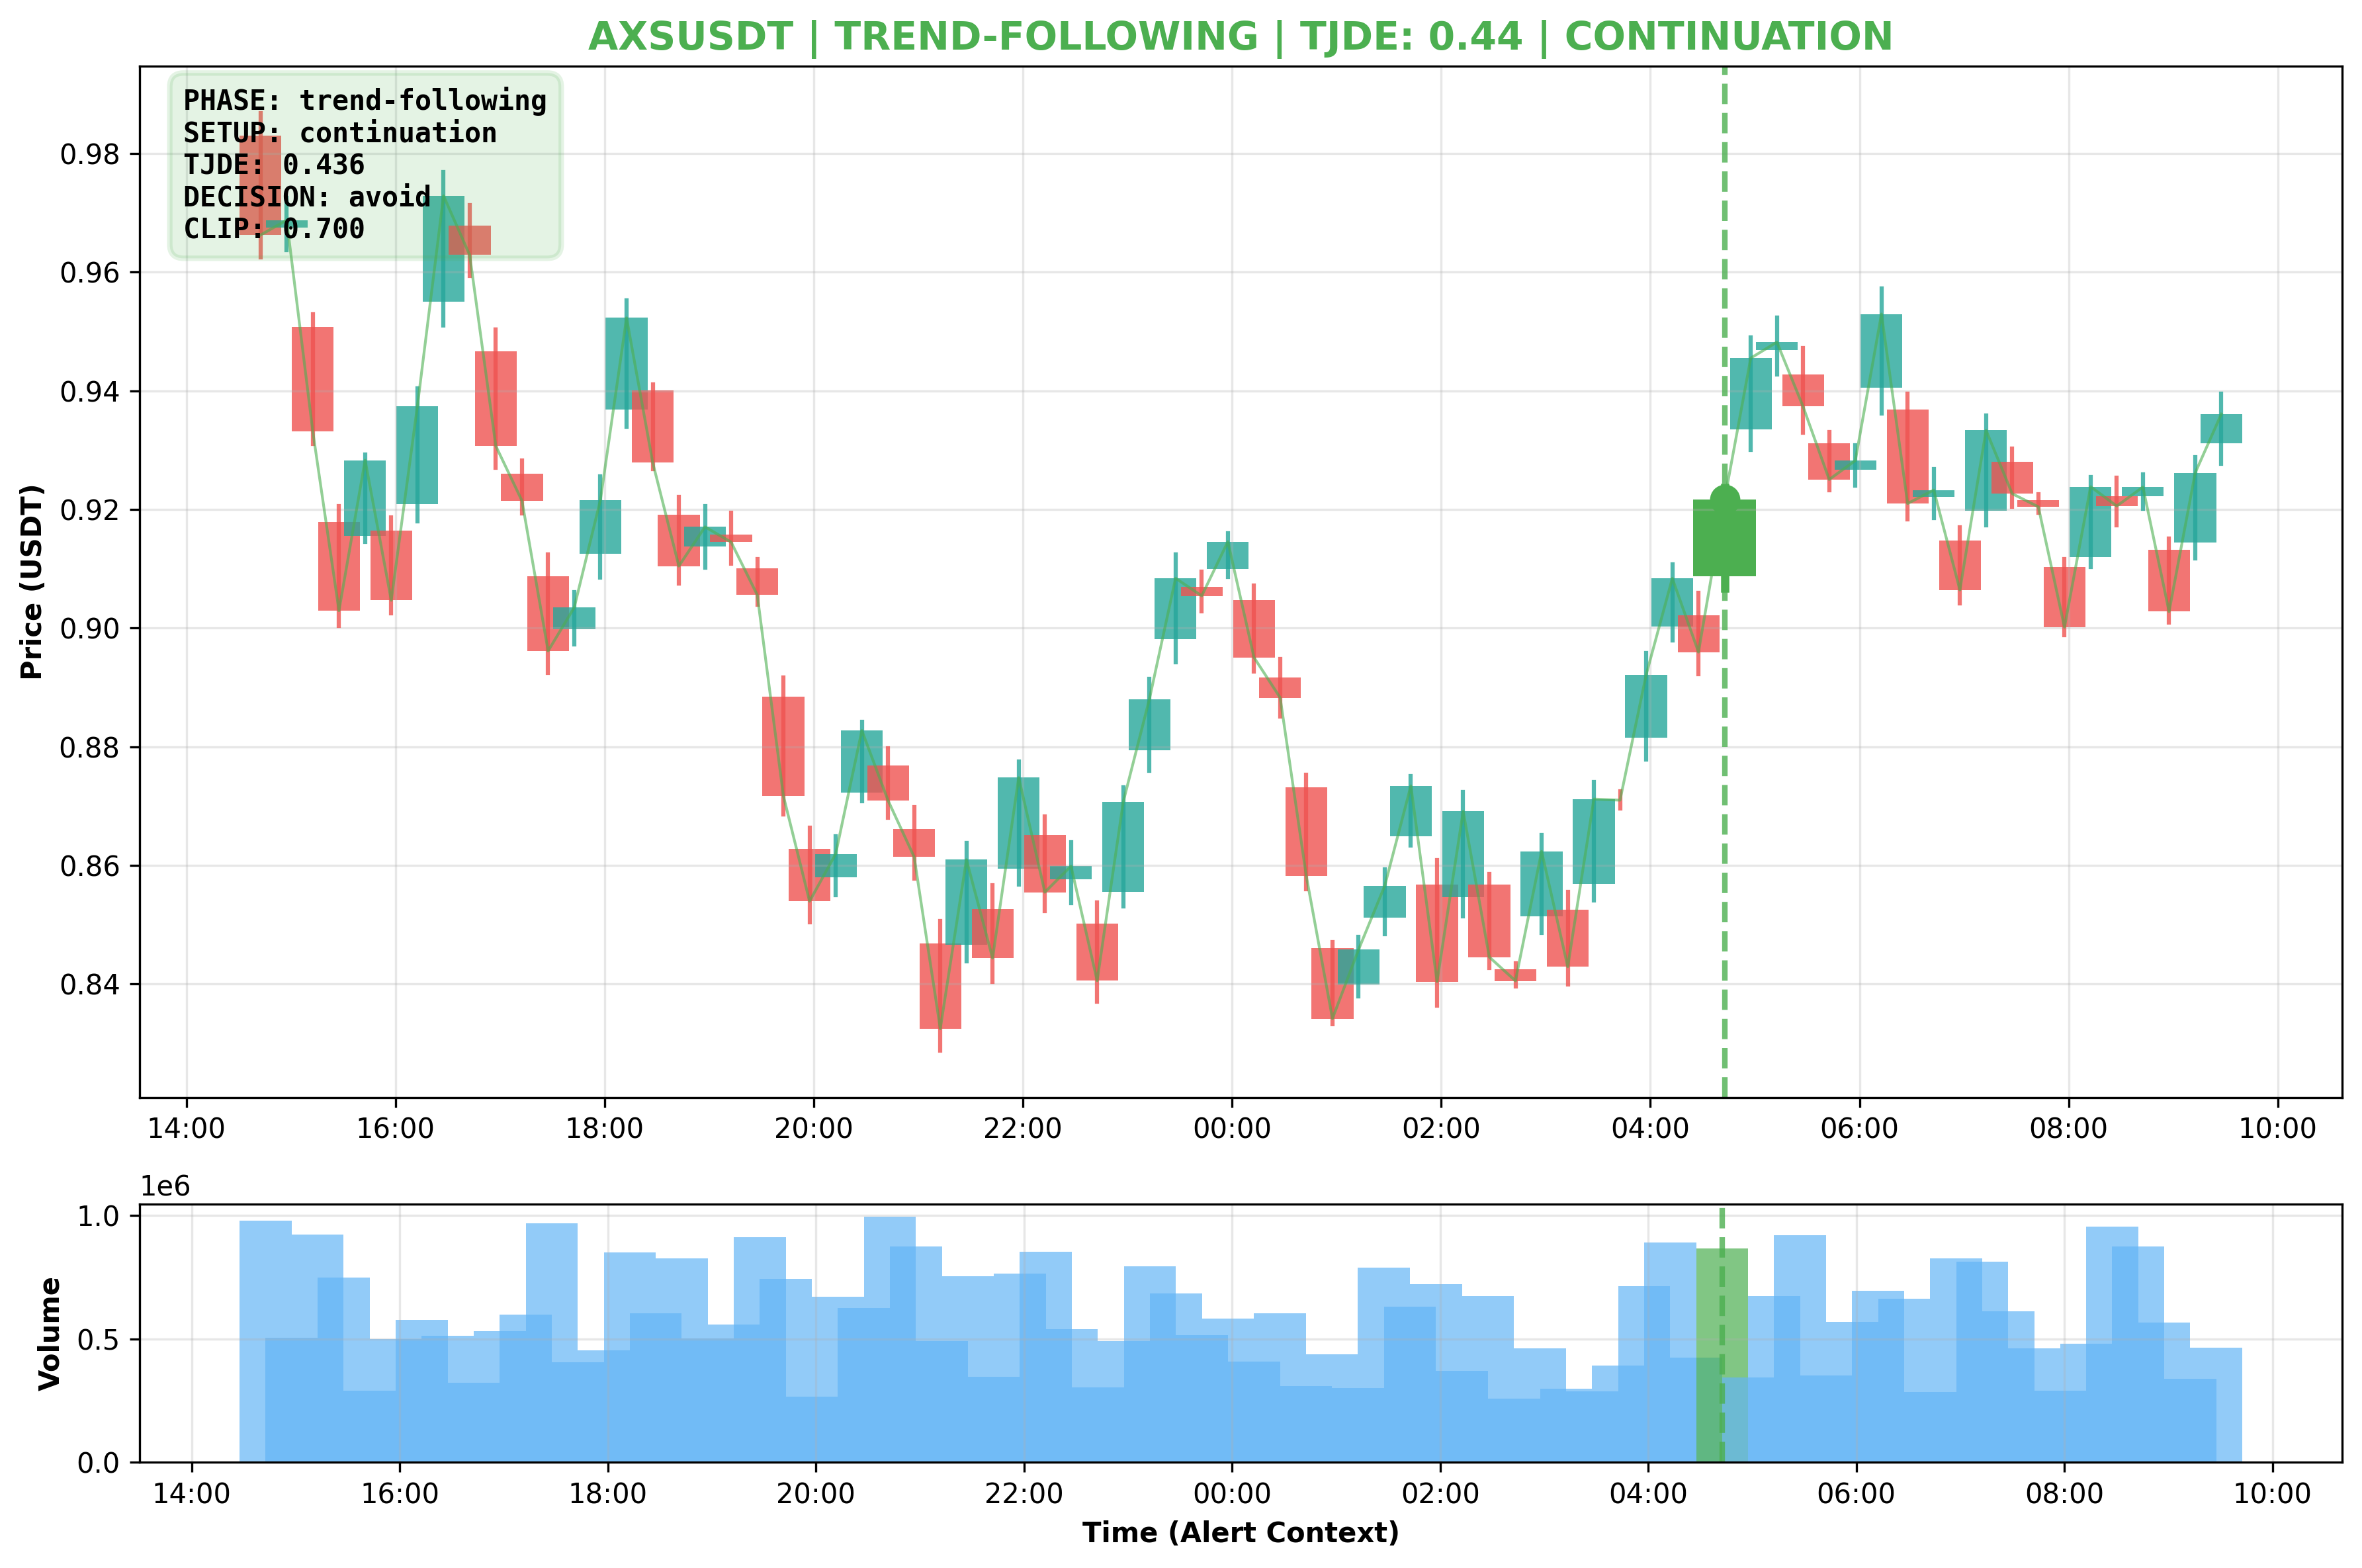 AXSUSDT | TREND-FOLLOWING | TJDE: 0.44 | CONTINUATION
PHASE: trend-following
SETUP: continuation
TJDE: 0.436
DECISION: avoid
CLIP: 0.700
Price (USDT)
0.98
0.96
0.94
0.92
0.90
0.88
0.86
0.84
14:00 16:00 18:00 20:00 22:00 00:00 02:00 04:00 06:00 08:00 10:00
1e6
Volume
1.0
0.5
0.0
14:00 16:00 18:00 20:00 22:00 00:00 02:00 04:00 06:00 08:00 10:00
Time (Alert Context)